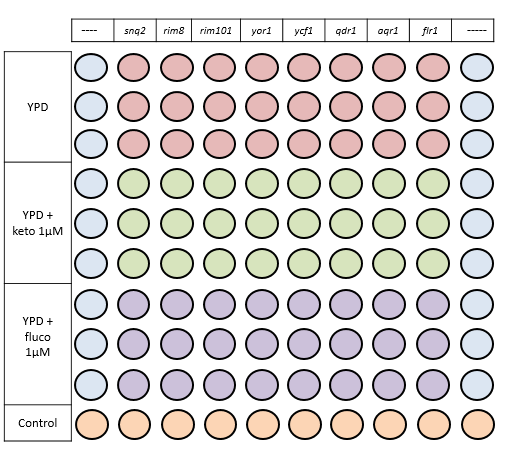 ---- snq2 rim8 rim101 yor1 ycf1 qdr1 aqr1 flr1 -----
YPD
YPD +
keto 1µM
YPD +
fluco
1µM
Control